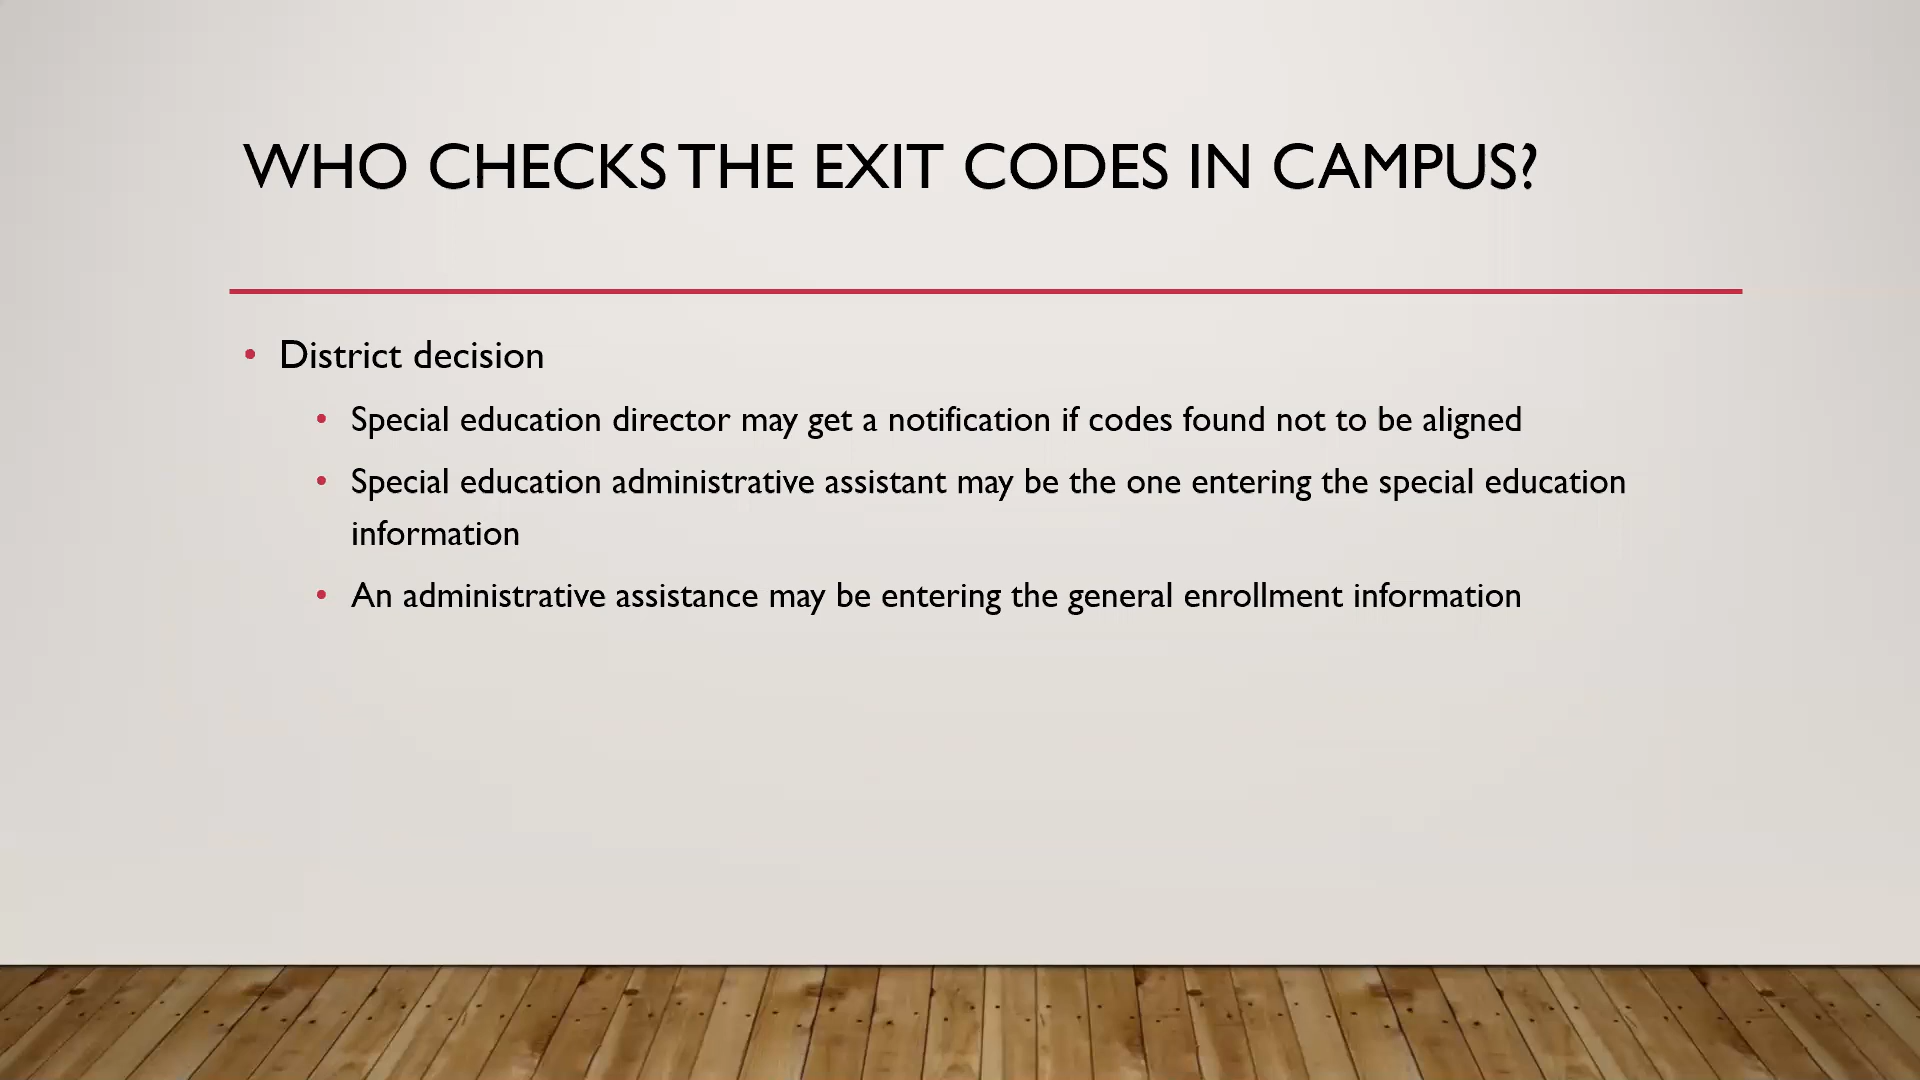 WHO CHECKS THE EXIT CODES IN CAMPUS?
• District decision
• Special education director may get a notification if codes found not to be aligned
• Special education administrative assistant may be the one entering the special education
information
• An administrative assistance may be entering the general enrollment information